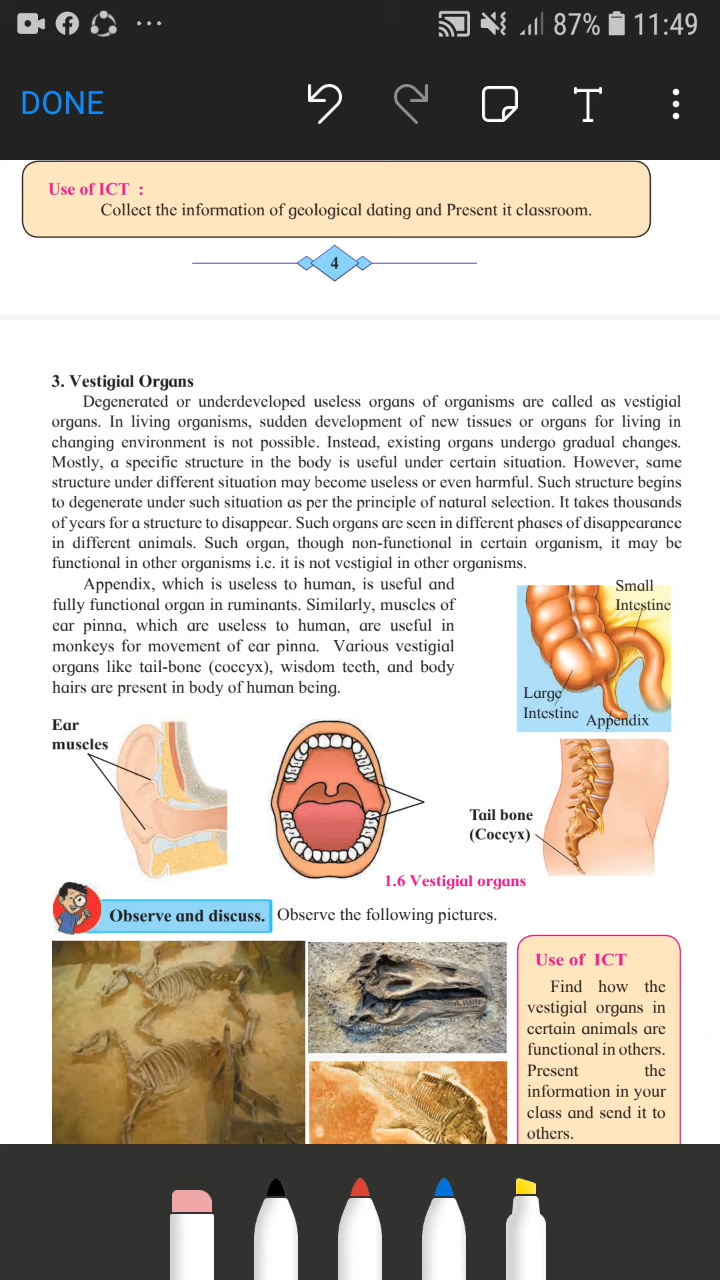 87% 11:49
DONE
T
Use of ICT :
Collect the information of geological dating and Present it classroom.
4
3. Vestigial Organs
Degenerated or underdeveloped useless organs of organisms are called as vestigial
organs. In living organisms, sudden development of new tissues or organs for living in
changing environment is not possible. Instead, existing organs undergo gradual changes.
Mostly, a specific structure in the body is useful under certain situation. However, same
structure under different situation may become useless or even harmful. Such structure begins
to degenerate under such situation as per the principle of natural selection. It takes thousands
of years for a structure to disappear. Such organs are seen in different phases of disappearance
in different animals. Such organ, though non-functional in certain organism, it may be
functional in other organisms i.e. it is not vestigial in other organisms.
Appendix, which is useless to human, is useful and
fully functional organ in ruminants. Similarly, muscles of
ear pinna, which are useless to human, are useful in
monkeys for movement of ear pinna. Various vestigial
organs like tail-bone (coccyx), wisdom teeth, and body
hairs are present in body of human being.
Small
Intestine
Large
Intestine
Appendix
Ear
muscles
Tail bone
(Coccyx)
1.6 Vestigial organs
Observe and discuss. Observe the following pictures.
Use of ICT
Find how the
vestigial organs in
certain animals are
functional in others.
Present the
information in your
class and send it to
others.